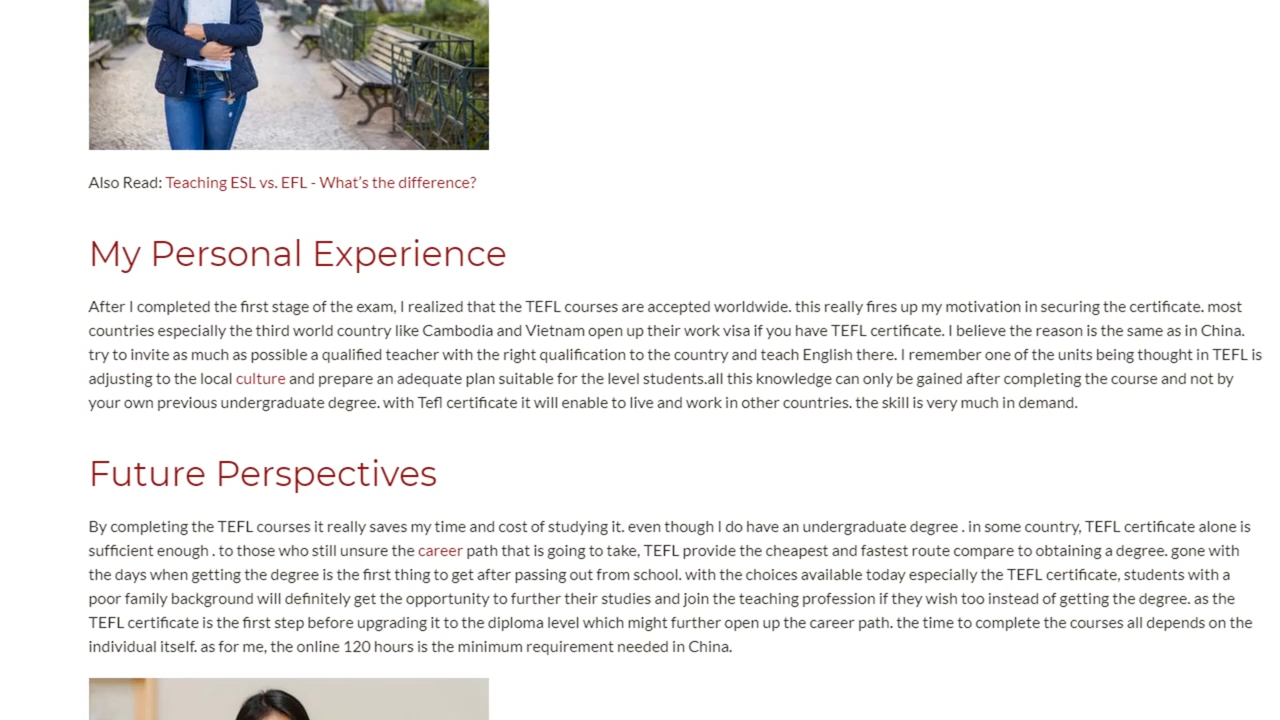 Also Read: Teaching ESL vs. EFL - What's the difference?
My Personal Experience
After I completed the first stage of the exam, I realized that the TEFL courses are accepted worldwide. this really fires up my motivation in securing the certificate. most
countries especially the third world country like Cambodia and Vietnam open up their work visa if you have TEFL certificate. I believe the reason is the same as in China.
try to invite as much as possible a qualified teacher with the right qualification to the country and teach English there. I remember one of the units being thought in TEFL is
adjusting to the local culture and prepare an adequate plan suitable for the level students.all this knowledge can only be gained after completing the course and not by
your own previous undergraduate degree. with Tefl certificate it will enable to live and work in other countries. the skill is very much in demand.
Future Perspectives
By completing the TEFL courses it really saves my time and cost of studying it. even though I do have an undergraduate degree . in some country, TEFL certificate alone is
sufficient enough . to those who still unsure the career path that is going to take, TEFL provide the cheapest and fastest route compare to obtaining a degree. gone with
the days when getting the degree is the first thing to get after passing out from school. with the choices available today especially the TEFL certificate, students with a
poor family background will definitely get the opportunity to further their studies and join the teaching profession if they wish too instead of getting the degree. as the
TEFL certificate is the first step before upgrading it to the diploma level which might further open up the career path. the time to complete the courses all depends on the
individual itself. as for me, the online 120 hours is the minimum requirement needed in China.